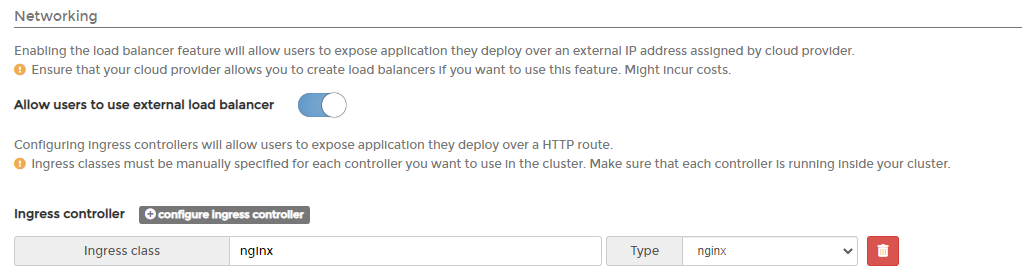 Networking
Enabling the load balancer feature will allow users to expose application they deploy over an external IP address assigned by cloud provider.
Ensure that your cloud provider allows you to create load balancers if you want to use this feature. Might incur costs.
Allow users to use external load balancer
Configuring ingress controllers will allow users to expose application they deploy over a HTTP route.
Ingress classes must be manually specified for each controller you want to use in the cluster. Make sure that each controller is running inside your cluster.
Ingress controller configure ingress controller
Ingress class nginx Type nginx